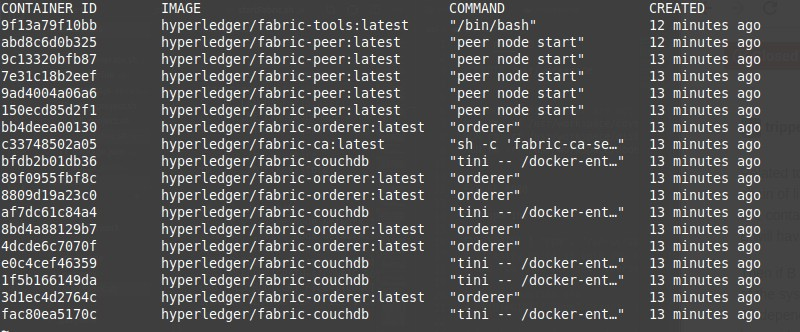 CONTAINER ID IMAGE COMMAND CREATED
9f13a79f10bb hyperledger/fabric-tools:latest "/bin/bash" 12 minutes ago
abd8c6d0b325 hyperledger/fabric-peer:latest "peer node start" 12 minutes ago
9c13320bfb87 hyperledger/fabric-peer:latest "peer node start" 13 minutes ago
7e31c18b2eef hyperledger/fabric-peer:latest "peer node start" 13 minutes ago
9ad4004a06a6 hyperledger/fabric-peer:latest "peer node start" 13 minutes ago
150ecd85d2f1 hyperledger/fabric-peer:latest "peer node start" 13 minutes ago
bb4deea00130 hyperledger/fabric-orderer:latest "orderer" 13 minutes ago
c33748502a05 hyperledger/fabric-ca:latest "sh -c 'fabric-ca-se…" 13 minutes ago
bfdb2b01db36 hyperledger/fabric-couchdb "tini -- /docker-ent…" 13 minutes ago
89f0955fbf8c hyperledger/fabric-orderer:latest "orderer" 13 minutes ago
8809d19a23c0 hyperledger/fabric-orderer:latest "orderer" 13 minutes ago
af7dc61c84a4 hyperledger/fabric-couchdb "tini -- /docker-ent…" 13 minutes ago
8bd4a88129b7 hyperledger/fabric-orderer:latest "orderer" 13 minutes ago
4dcde6c7070f hyperledger/fabric-orderer:latest "orderer" 13 minutes ago
e0c4cef46359 hyperledger/fabric-couchdb "tini -- /docker-ent…" 13 minutes ago
1f5b166149da hyperledger/fabric-couchdb "tini -- /docker-ent…" 13 minutes ago
3d1ec4d2764c hyperledger/fabric-orderer:latest "orderer" 13 minutes ago
fac80ea5170c hyperledger/fabric-couchdb "tini -- /docker-ent…" 13 minutes ago